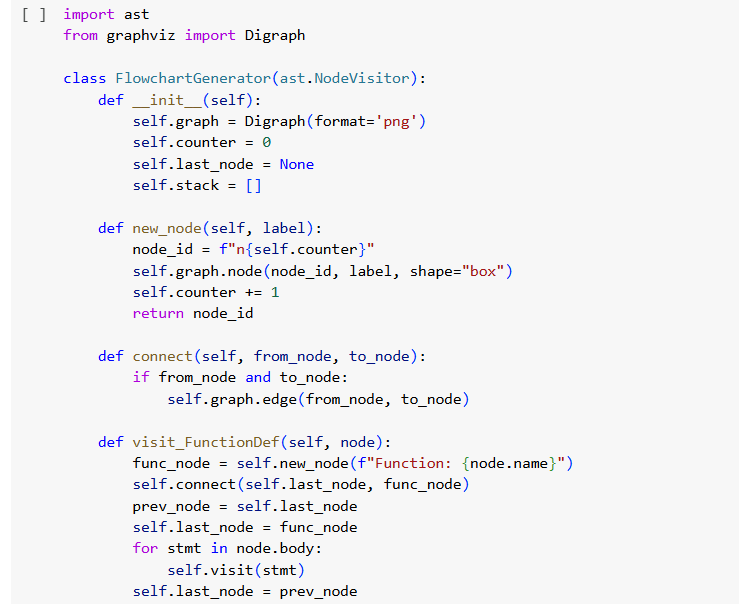 [ ] import ast
from graphviz import Digraph

class FlowchartGenerator(ast.NodeVisitor):
    def __init__(self):
        self.graph = Digraph(format='png')
        self.counter = 0
        self.last_node = None
        self.stack = []

    def new_node(self, label):
        node_id = f"n{self.counter}"
        self.graph.node(node_id, label, shape="box")
        self.counter += 1
        return node_id

    def connect(self, from_node, to_node):
        if from_node and to_node:
            self.graph.edge(from_node, to_node)

    def visit_FunctionDef(self, node):
        func_node = self.new_node(f"Function: {node.name}")
        self.connect(self.last_node, func_node)
        prev_node = self.last_node
        self.last_node = func_node
        for stmt in node.body:
            self.visit(stmt)
        self.last_node = prev_node